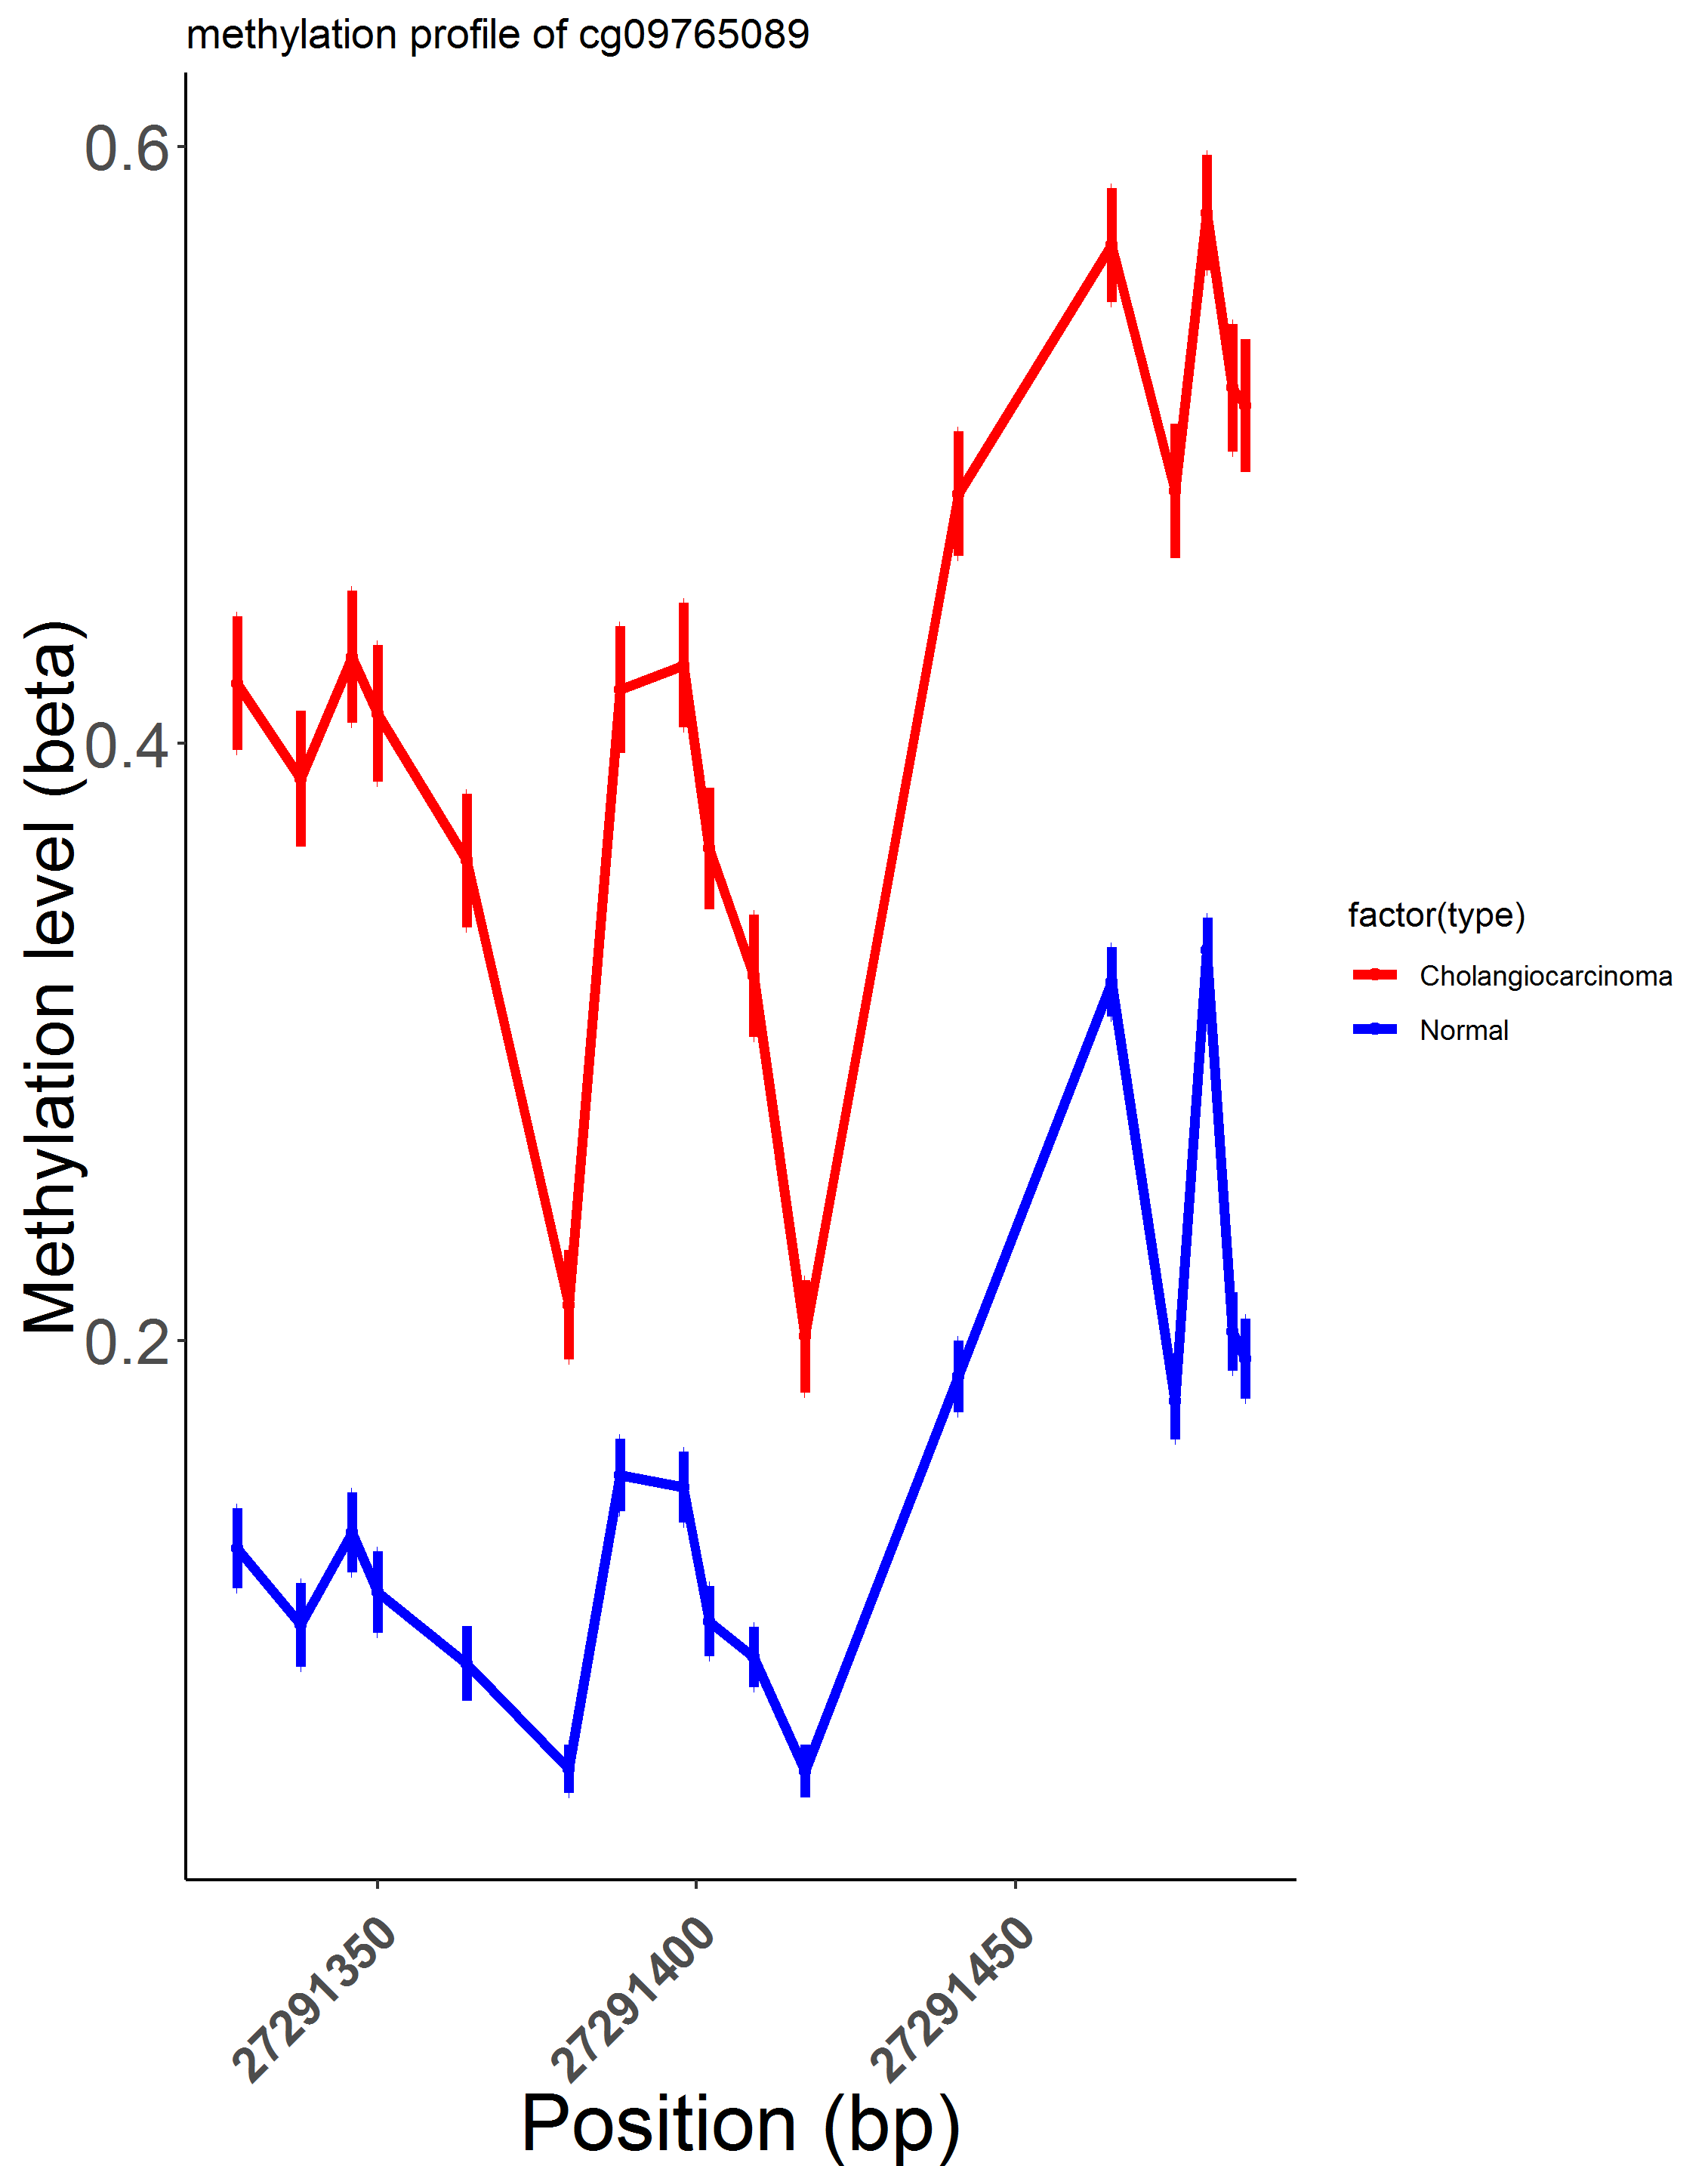 methylation profile of cg09765089
0.6
0.4
0.2
Methylation level (beta)
27291350
27291400
27291450
Position (bp)
factor(type)
Cholangiocarcinoma
Normal